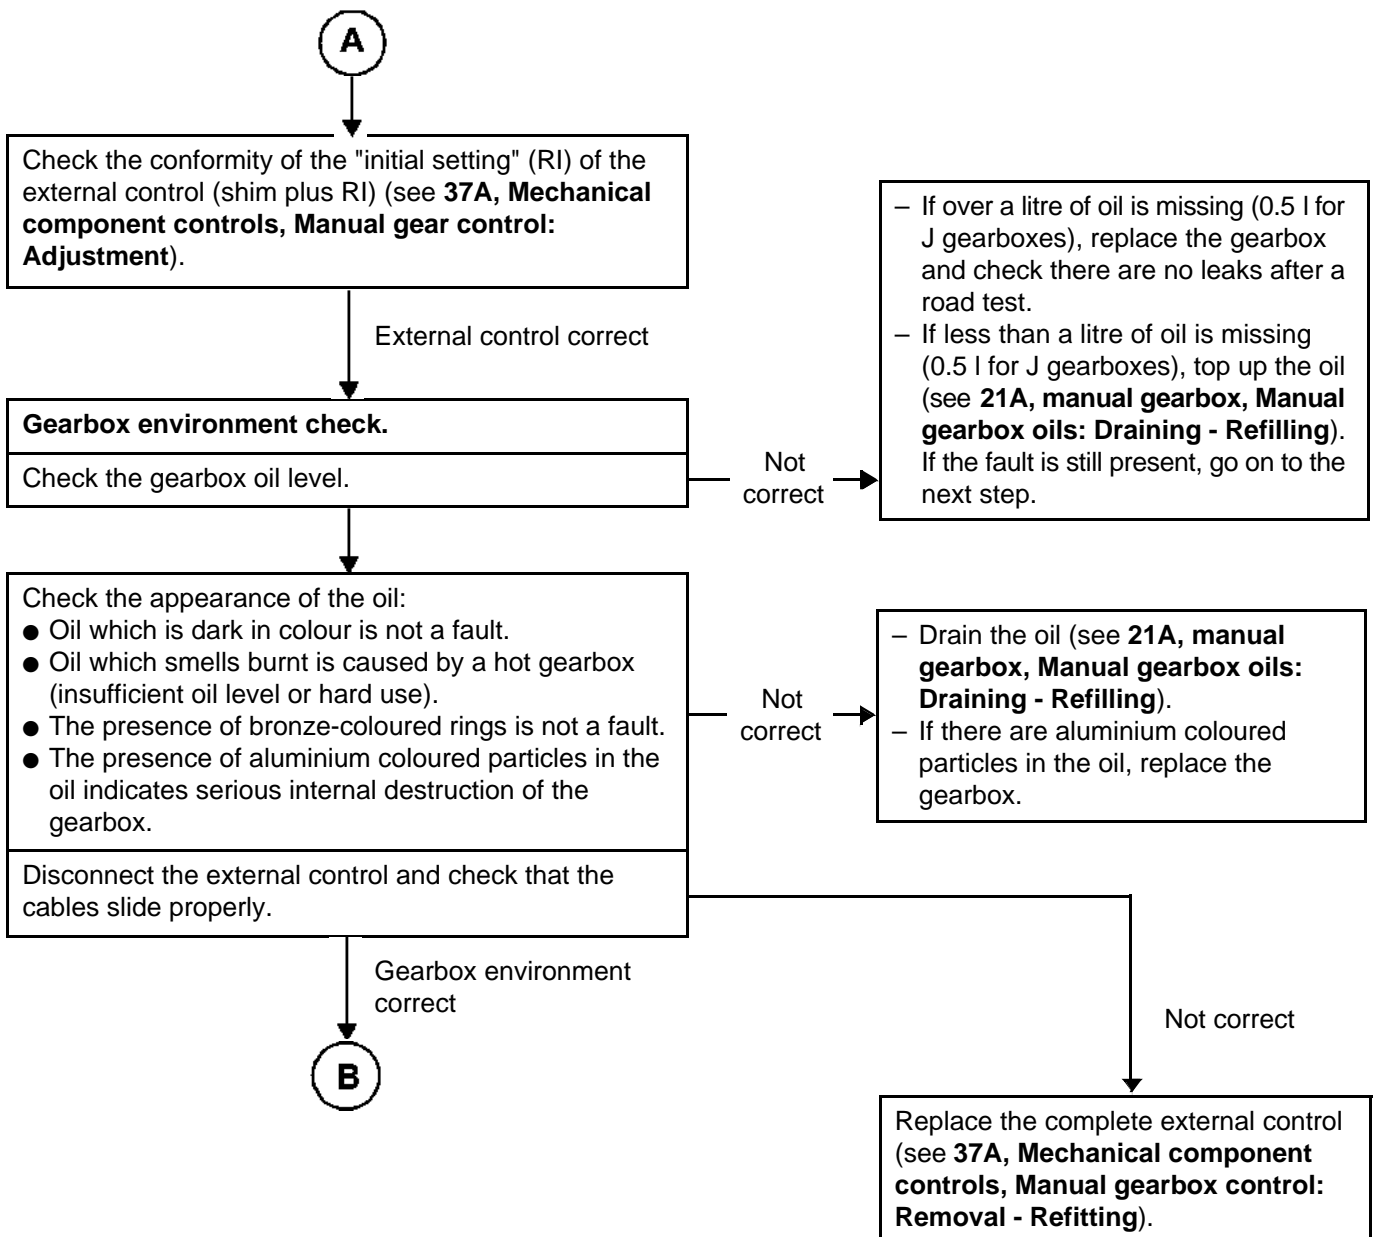 A
Check the conformity of the "initial setting" (RI) of the
external control (shim plus RI) (see 37A, Mechanical
component controls, Manual gear control:
Adjustment).
External control correct
Gearbox environment check.
Check the gearbox oil level.
Not
correct
– If over a litre of oil is missing (0.5 l for
J gearboxes), replace the gearbox
and check there are no leaks after a
road test.
– If less than a litre of oil is missing
(0.5 l for J gearboxes), top up the oil
(see 21A, manual gearbox, Manual
gearbox oils: Draining - Refilling).
If the fault is still present, go on to the
next step.
Check the appearance of the oil:
● Oil which is dark in colour is not a fault.
● Oil which smells burnt is caused by a hot gearbox
(insufficient oil level or hard use).
● The presence of bronze-coloured rings is not a fault.
● The presence of aluminium coloured particles in the
oil indicates serious internal destruction of the
gearbox.
Not
correct
– Drain the oil (see 21A, manual
gearbox, Manual gearbox oils:
Draining - Refilling).
– If there are aluminium coloured
particles in the oil, replace the
gearbox.
Disconnect the external control and check that the
cables slide properly.
Gearbox environment
correct
B
Not correct
Replace the complete external control
(see 37A, Mechanical component
controls, Manual gearbox control:
Removal - Refitting).